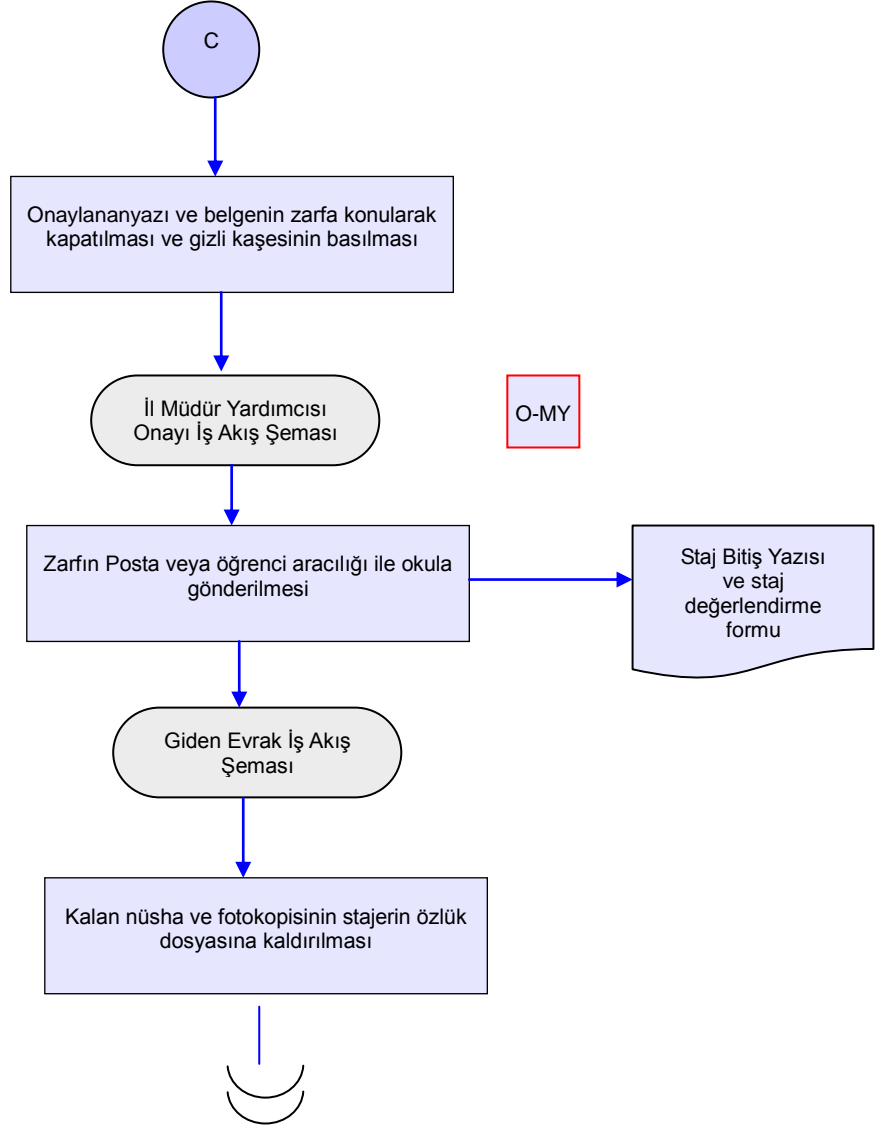 C
Onaylananyazı ve belgenin zarfa konularak
kapatılması ve gizli kaşesinin basılması
İl Müdür Yardımcısı
Onayı İş Akış Şeması
O-MY
Zarfın Posta veya öğrenci aracılığı ile okula
gönderilmesi
Staj Bitiş Yazısı
ve staj
değerlendirme
formu
Giden Evrak İş Akış
Şeması
Kalan nüsha ve fotokopisinin stajerin özlük
dosyasına kaldırılması